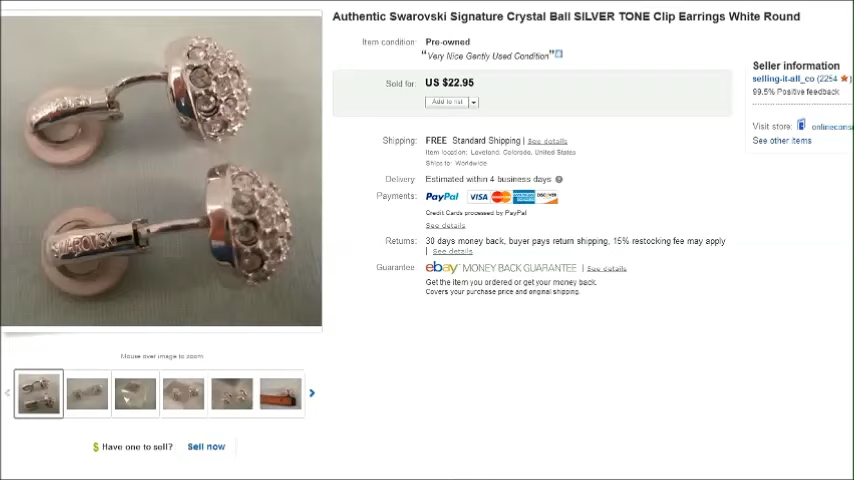 Authentic Swarovski Signature Crystal Ball SILVER TONE Clip Earrings White Round
Item condition: Pre-owned
"Very Nice Gently Used Condition"
Sold for: US $22.95
Add to list
Shipping: FREE Standard Shipping | See details
Item location: Loveland, Colorado, United States
Ships to: Worldwide
Delivery: Estimated within 4 business days
Payments: PayPal VISA MasterCard DISCOVER
Credit Cards processed by PayPal
See details
Returns: 30 days money back, buyer pays return shipping, 15% restocking fee may apply
| See details
Guarantee: ebay MONEY BACK GUARANTEE | See details
Get the item you ordered or get your money back.
Covers your purchase price and original shipping.
Seller information
selling-it-all_co (2254
99.5% Positive feedback
Visit store: onlinecons
See other items
SWAROVSKI
Mouse over image to zoom
$ Have one to sell? Sell now